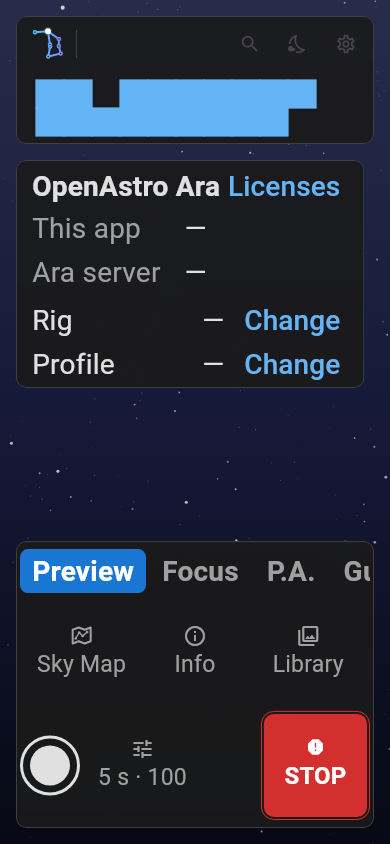 OpenAstro Ara Licenses
This app —
Ara server —
Rig — Change
Profile — Change
Preview Focus P.A. Gu
Sky Map Info Library
5 s · 100
STOP